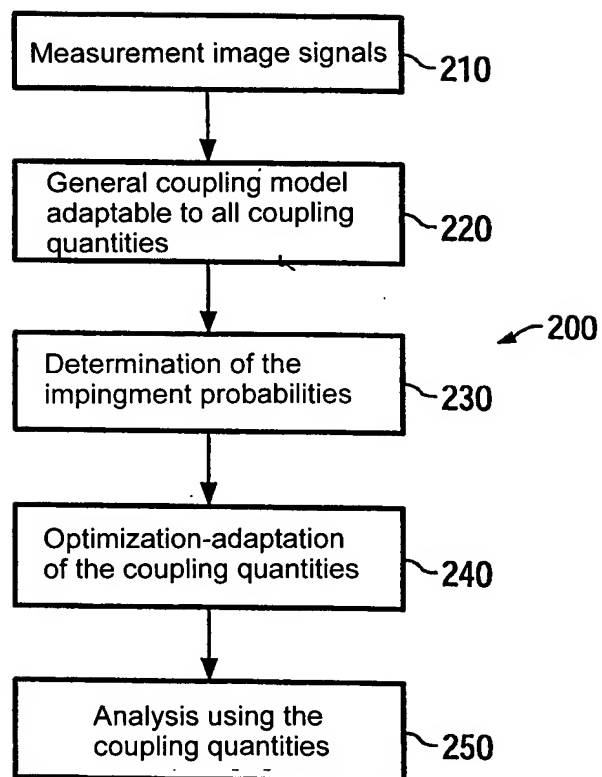 Measurement image signals
210
General coupling model
adaptable to all coupling
quantities
220
200
Determination of the
impingment probabilities
230
Optimization-adaptation
of the coupling quantities
240
Analysis using the
coupling quantities
250